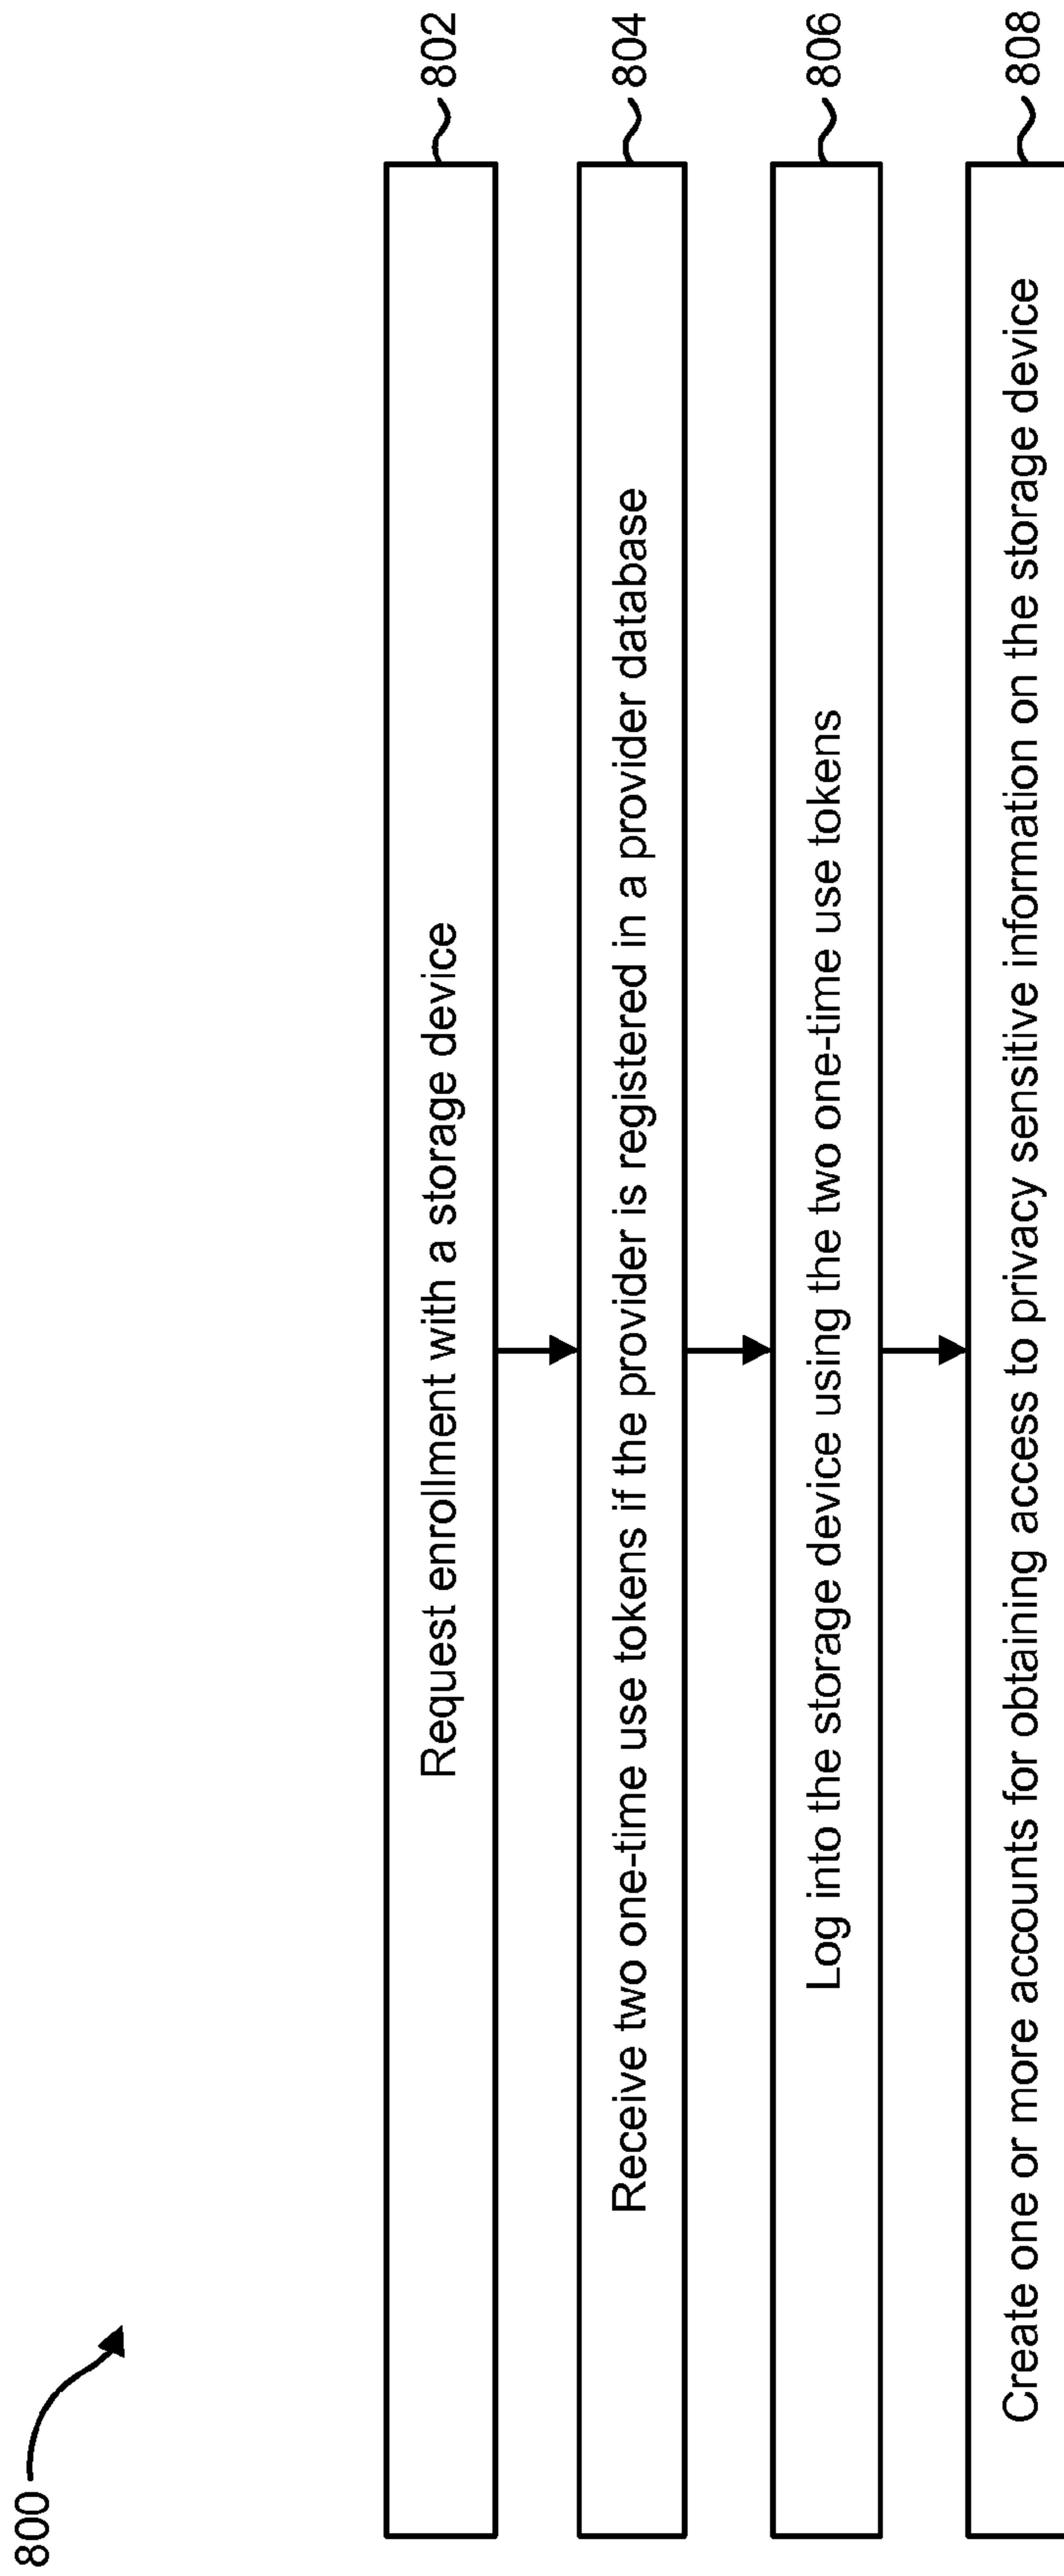 800
Request enrollment with a storage device
802
Receive two one-time use tokens if the provider is registered in a provider database
804
Log into the storage device using the two one-time use tokens
806
Create one or more accounts for obtaining access to privacy sensitive information on the storage device
808